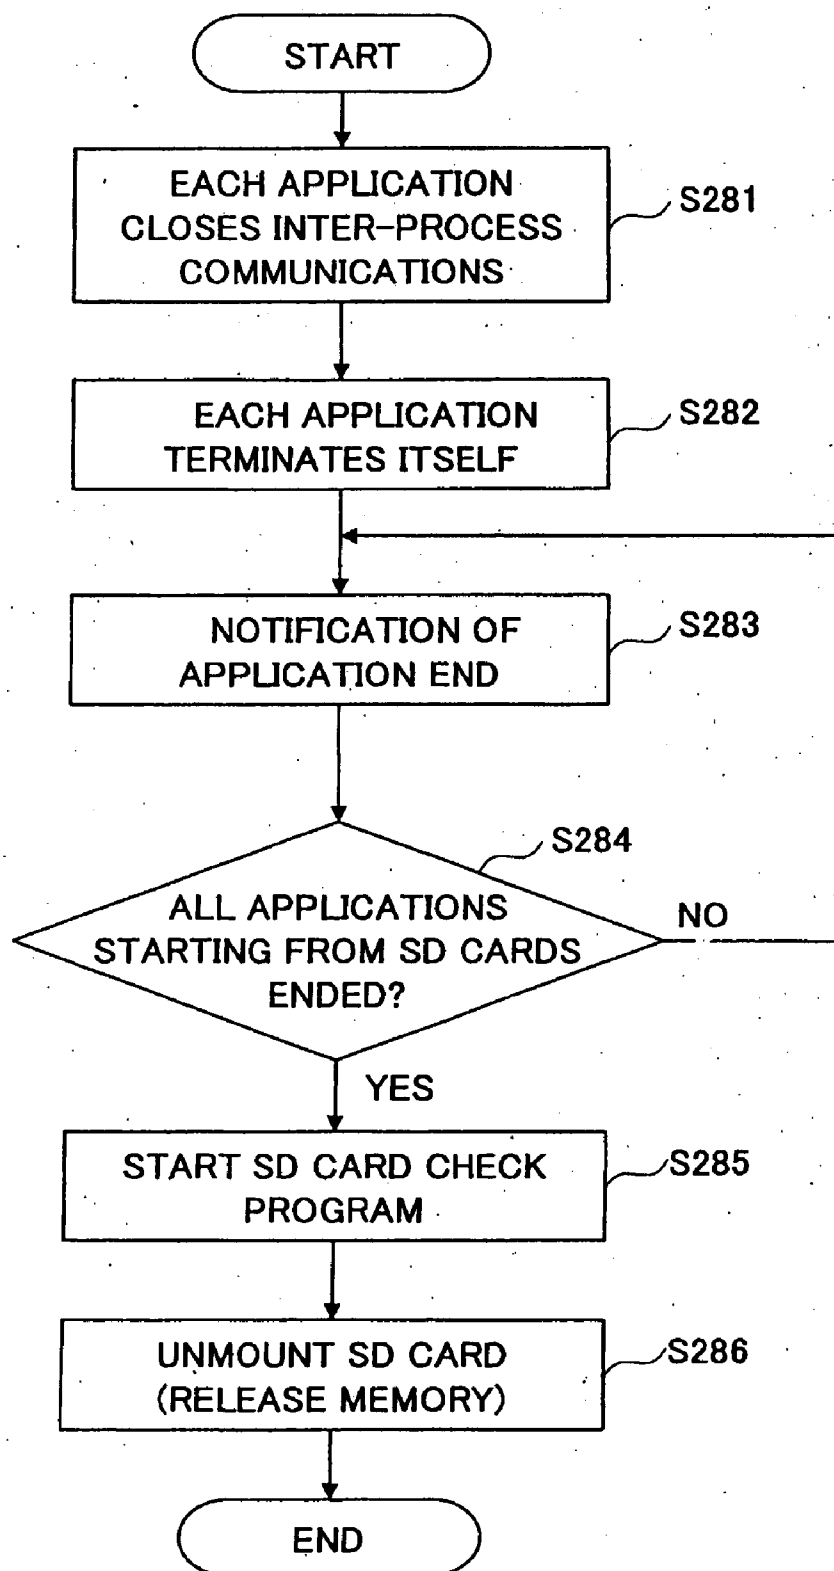 START
EACH APPLICATION
CLOSES INTER-PROCESS
COMMUNICATIONS
S281
EACH APPLICATION
TERMINATES ITSELF
S282
NOTIFICATION OF
APPLICATION END
S283
S284
ALL APPLICATIONS
STARTING FROM SD CARDS
ENDED?
NO
YES
START SD CARD CHECK
PROGRAM
S285
UNMOUNT SD CARD
(RELEASE MEMORY)
S286
END